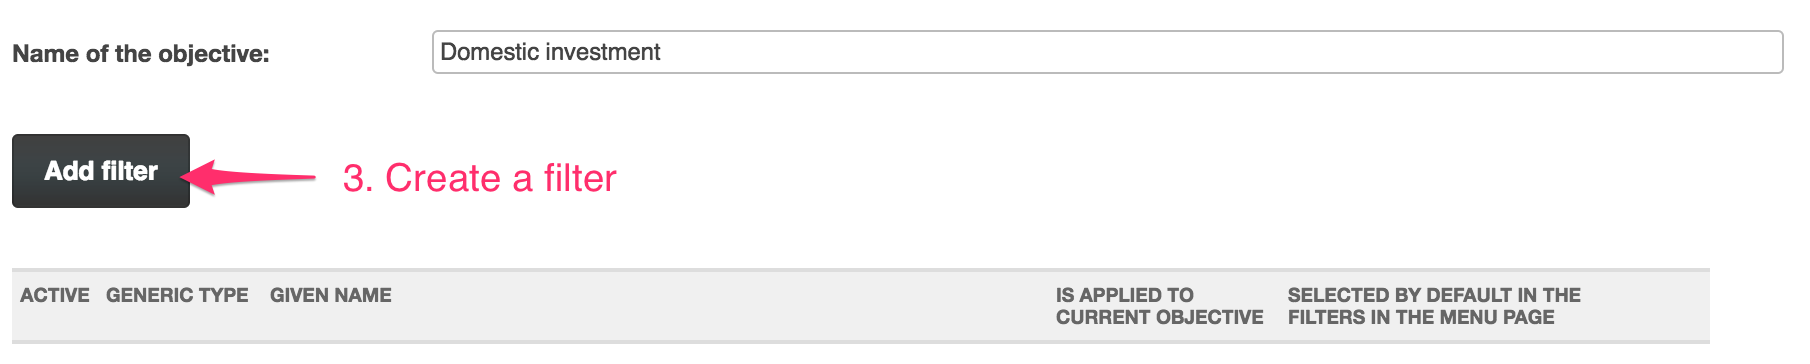 Name of the objective:
Domestic investment
Add filter
3. Create a filter
ACTIVE GENERIC TYPE GIVEN NAME IS APPLIED TO SELECTED BY DEFAULT IN THE
CURRENT OBJECTIVE FILTERS IN THE MENU PAGE